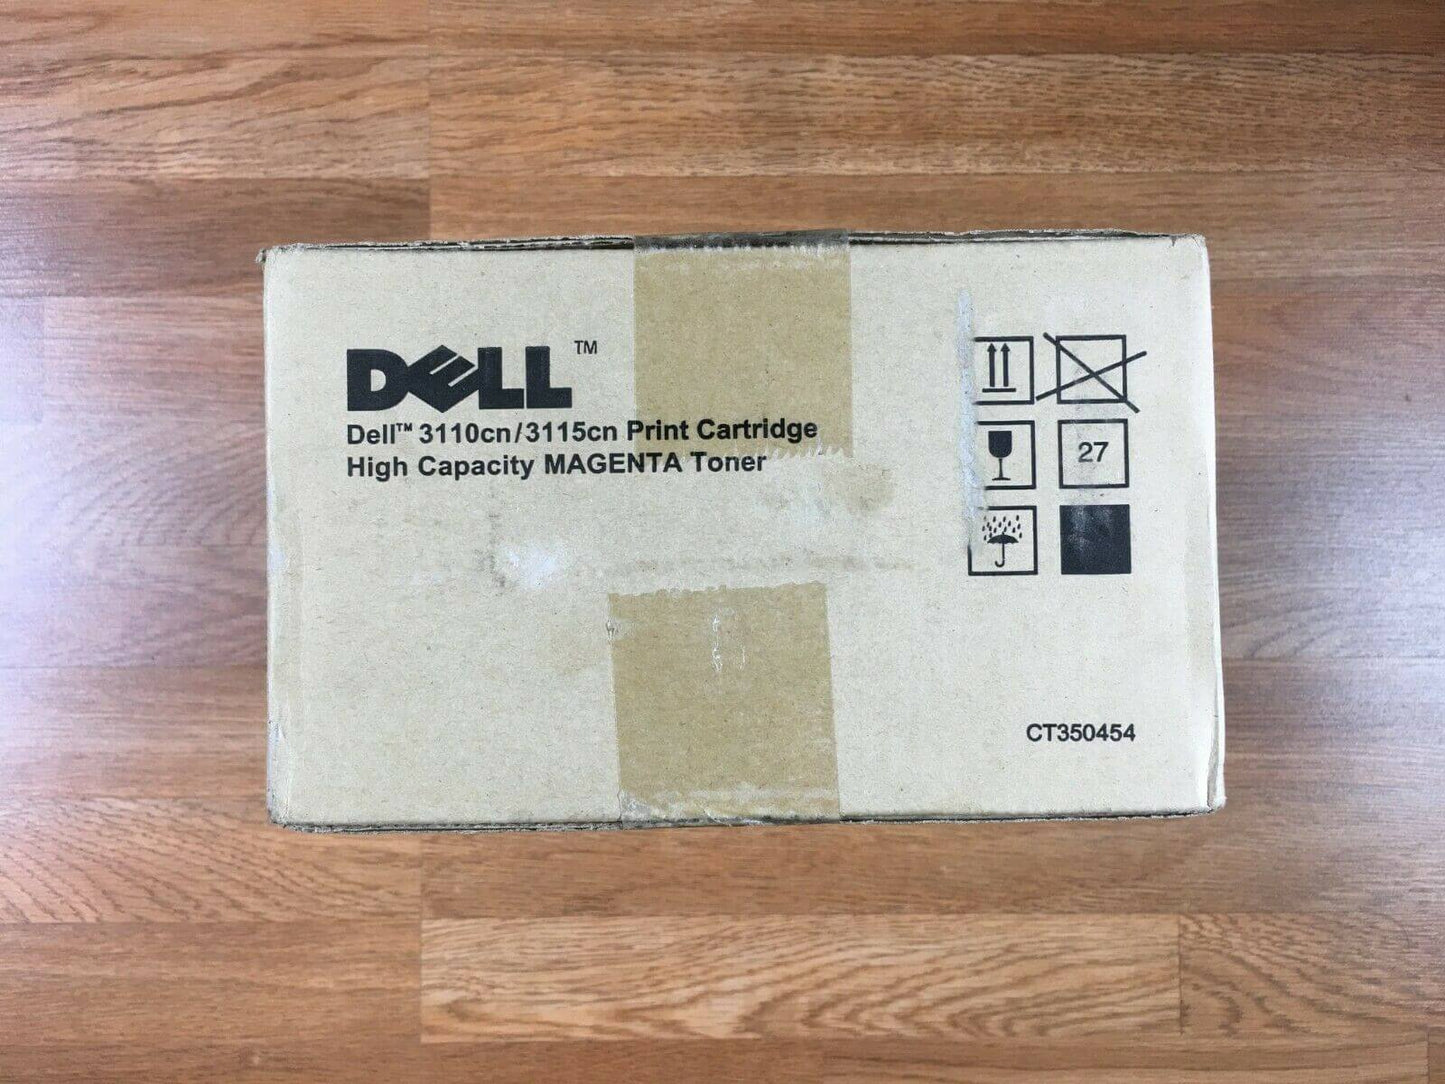 DELL™
Dell™ 3110cn/3115cn Print Cartridge
High Capacity MAGENTA Toner
27
CT350454